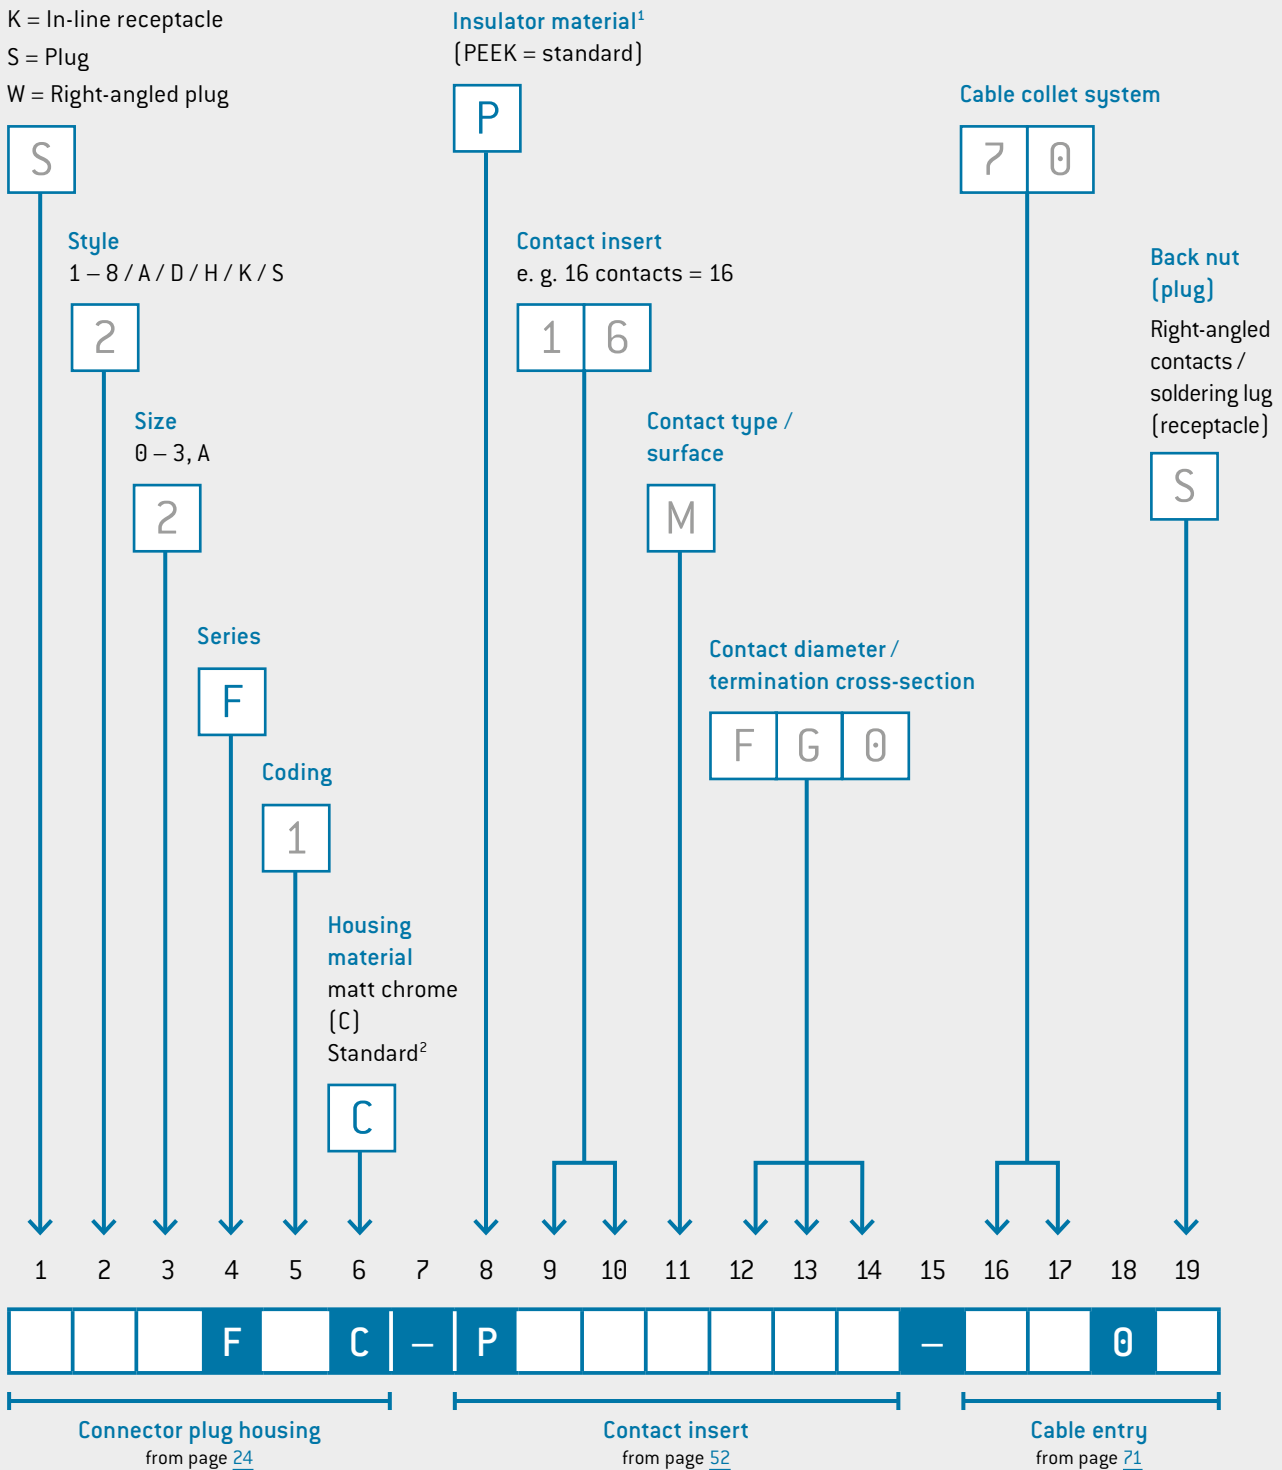 K = In-line receptacle
S = Plug
W = Right-angled plug
S
Style
1 – 8 / A / D / H / K / S
2
Size
0 – 3, A
2
Series
F
Coding
1
Housing
material
matt chrome
(C)
Standard²
C
Insulator material¹
(PEEK = standard)
P
Contact insert
e. g. 16 contacts = 16
1 6
Contact type /
surface
M
Contact diameter /
termination cross-section
F G 0
Cable collet system
7 0
Back nut
(plug)
Right-angled
contacts /
soldering lug
(receptacle)
S
1 2 3 4 5 6 7 8 9 10 11 12 13 14 15 16 17 18 19
F C – P – 0
Connector plug housing
from page 24
Contact insert
from page 52
Cable entry
from page 71